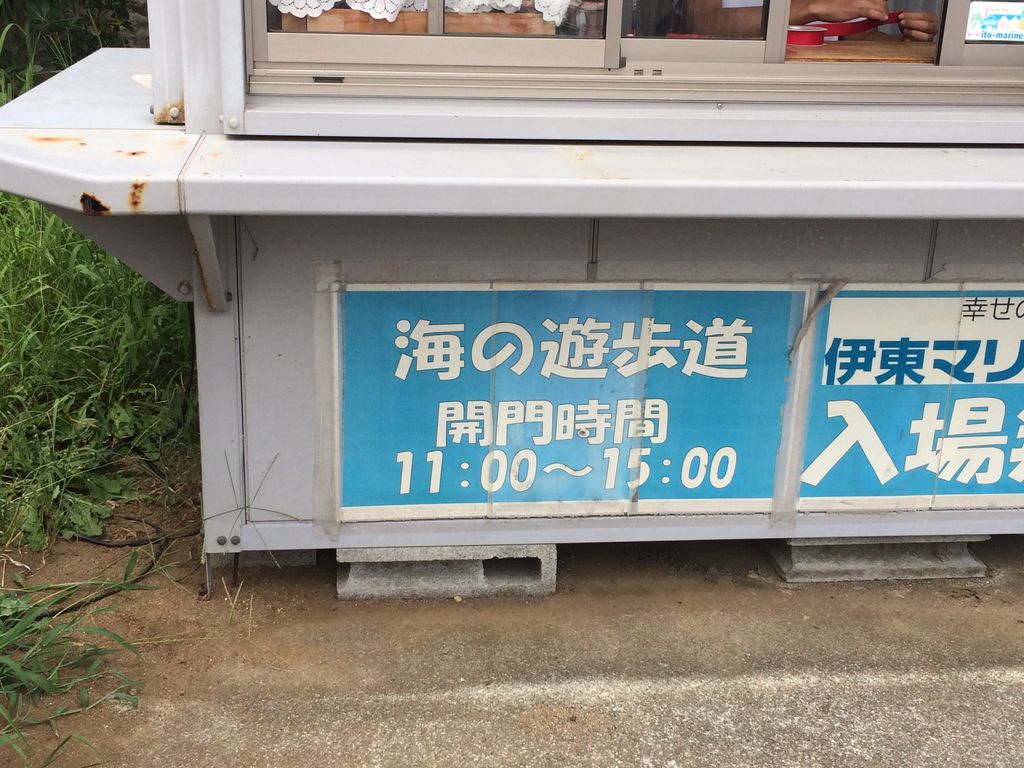 ito-marine
海の遊歩道
開門時間
11:00〜15:00
幸せの
伊東マリ
入場